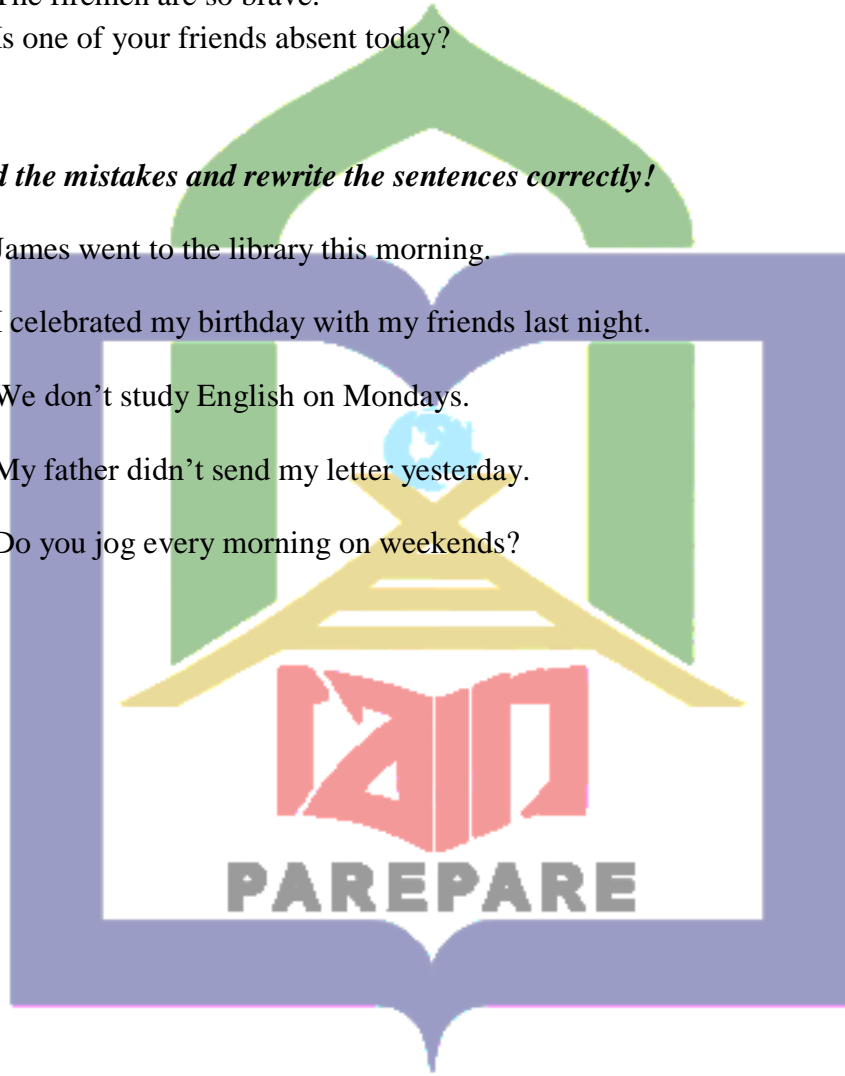 The firemen are so brave.
Is one of your friends absent today?
d the mistakes and rewrite the sentences correctly!
James went to the library this morning.
I celebrated my birthday with my friends last night.
We don’t study English on Mondays.
My father didn’t send my letter yesterday.
Do you jog every morning on weekends?
iain
PAREPARE